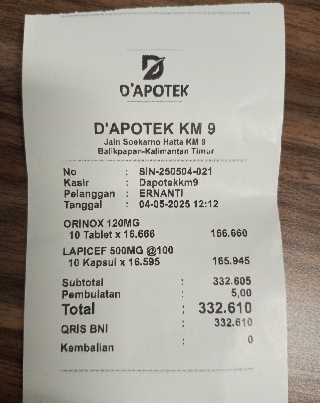 D'APOTEK
D'APOTEK KM 9
Jaln Soekarno Hatta KM 9
Balikpapan-Kalimantan Timur
No : SIN-250504-021
Kasir : Dapotekkm9
Pelanggan : ERNANTI
Tanggal : 04-05-2025 12:12
ORINOX 120MG
10 Tablet x 16.666 166.660
LAPICEF 500MG @100
10 Kapsul x 16.595 165.945
Subtotal : 332.605
Pembulatan : 5,00
Total : 332.610
QRIS BNI : 332.610
Kembalian : 0